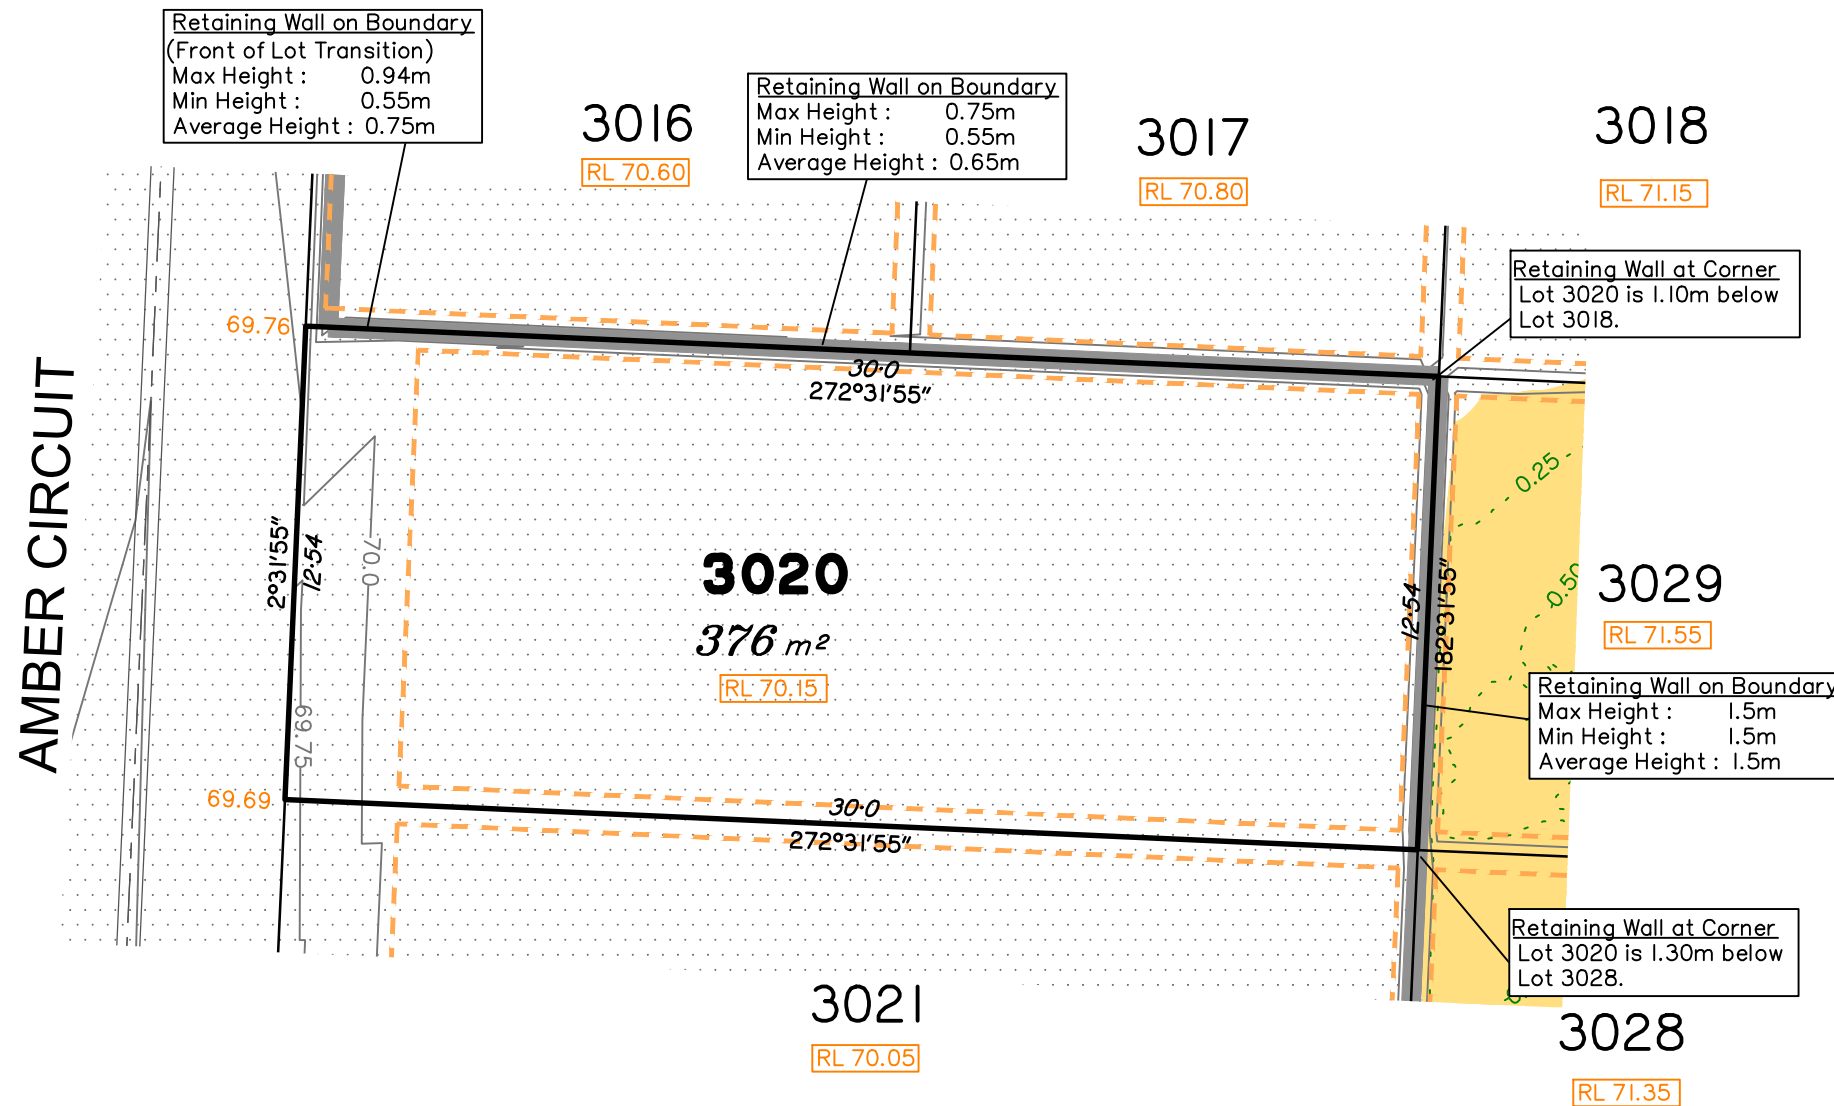 Retaining Wall on Boundary
(Front of Lot Transition)
Max Height : 0.94m
Min Height : 0.55m
Average Height : 0.75m
3016
RL 70.60
Retaining Wall on Boundary
Max Height : 0.75m
Min Height : 0.55m
Average Height : 0.65m
3017
RL 70.80
3018
RL 71.15
Retaining Wall at Corner
Lot 3020 is 1.10m below
Lot 3018.
69.76
30·0
272°31'55"
AMBER CIRCUIT
2°31'55"
12·54
70.0
69.75
3020
376 m²
RL 70.15
12·54
182°31'55"
0.25
0.50
3029
RL 71.55
Retaining Wall on Boundary
Max Height : 1.5m
Min Height : 1.5m
Average Height : 1.5m
69.69
30·0
272°31'55"
Retaining Wall at Corner
Lot 3020 is 1.30m below
Lot 3028.
3021
RL 70.05
3028
RL 71.35